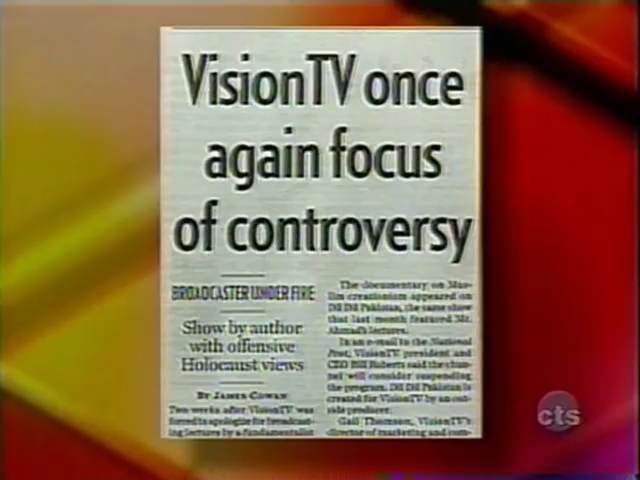 VisionTV once
again focus
of controversy
BROADCASTER UNDER FIRE
Show by author
with offensive
Holocaust views
BY JAMES COWAN
Two weeks after VisionTV was
forced to apologize for broadcast-
ing lectures by a fundamentalist
The documentary on Mus-
lim creationism appeared on
Dil Dil Pakistan, the same show
that last month featured Mr.
Ahmad's lectures.
In an e-mail to the National
Post, VisionTV president and
CEO Bill Roberts said the chan-
nel will consider suspending
the program. Dil Dil Pakistan is
created for VisionTV by an out-
side producer.
Gail Thomson, VisionTV's
director of marketing and com-
cts